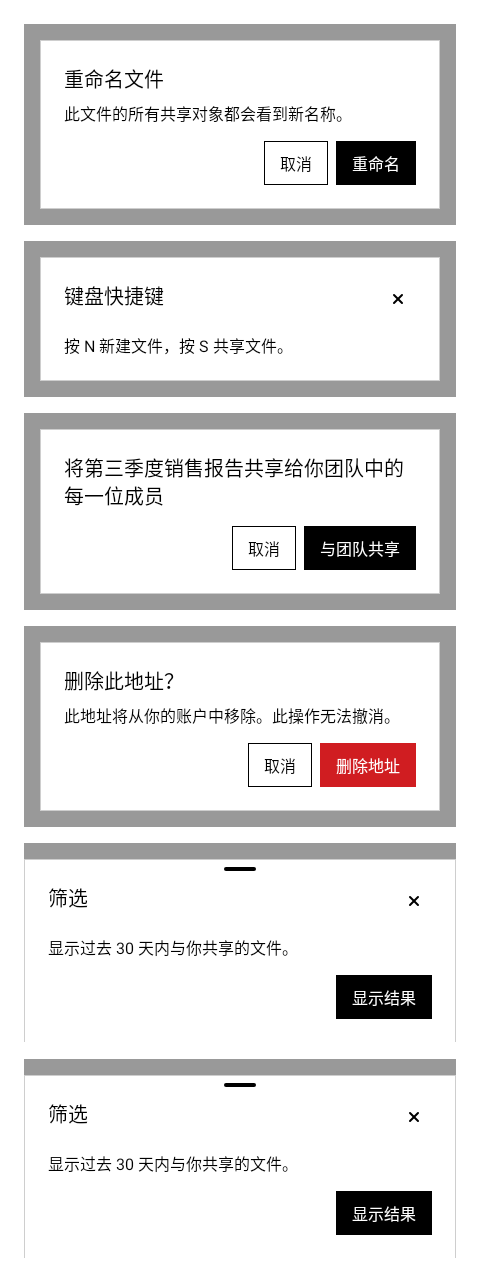 重命名文件
此文件的所有共享对象都会看到新名称。
取消
重命名
键盘快捷键
按 N 新建文件，按 S 共享文件。
将第三季度销售报告共享给你团队中的
每一位成员
取消
与团队共享
删除此地址？
此地址将从你的账户中移除。此操作无法撤消。
取消
删除地址
筛选
显示过去 30 天内与你共享的文件。
显示结果
筛选
显示过去 30 天内与你共享的文件。
显示结果